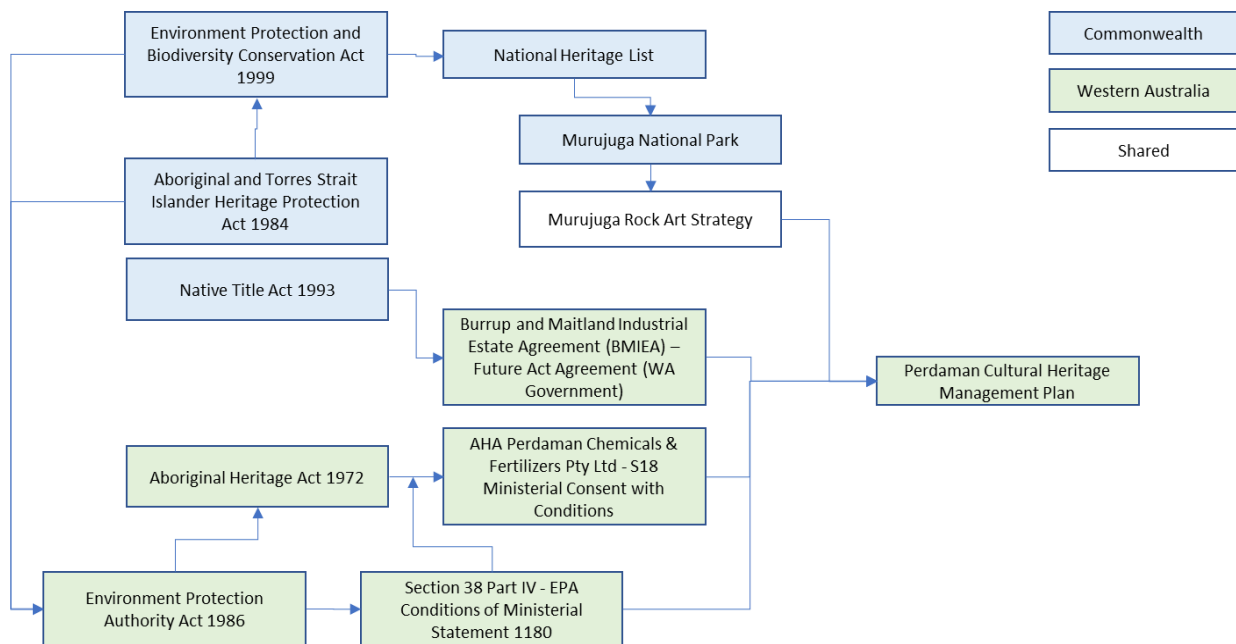 Environment Protection and
Biodiversity Conservation Act
1999
National Heritage List
Commonwealth
Western Australia
Shared
Murujuga National Park
Aboriginal and Torres Strait
Islander Heritage Protection
Act 1984
Murujuga Rock Art Strategy
Native Title Act 1993
Burrup and Maitland Industrial
Estate Agreement (BMIEA) –
Future Act Agreement (WA
Government)
Perdaman Cultural Heritage
Management Plan
Aboriginal Heritage Act 1972
AHA Perdaman Chemicals &
Fertilizers Pty Ltd - S18
Ministerial Consent with
Conditions
Environment Protection
Authority Act 1986
Section 38 Part IV - EPA
Conditions of Ministerial
Statement 1180